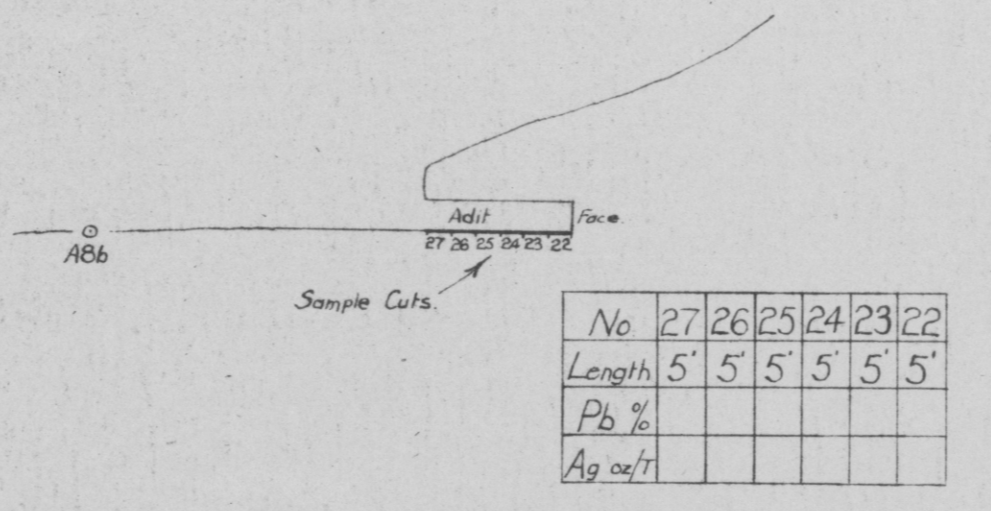 Adit
Face.
A8b
27 26 25 24 23 22
Sample Cuts.
No. 27 26 25 24 23 22
Length 5' 5' 5' 5' 5' 5'
Pb %
Ag oz/T